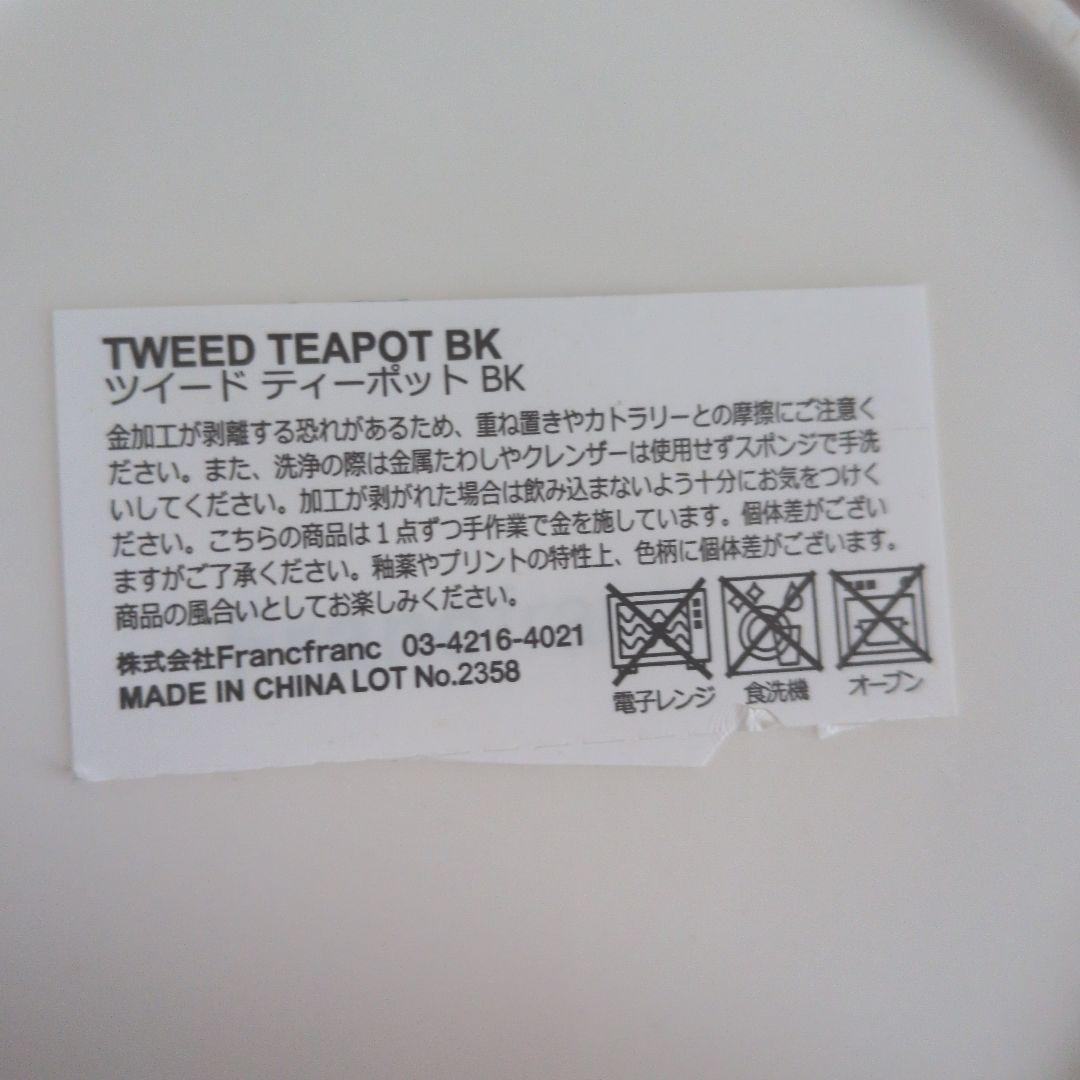 TWEED TEAPOT BK
ツイード ティーポット BK
金加工が剥離する恐れがあるため、重ね置きやカトラリーとの摩擦にご注意く
ださい。また、洗浄の際は金属たわしやクレンザーは使用せずスポンジで手洗
いしてください。加工が剥がれた場合は飲み込まないよう十分にお気をつけく
ださい。こちらの商品は1点ずつ手作業で金を施しています。個体差がござい
ますがご了承ください。釉薬やプリントの特性上、色柄に個体差がございます。
商品の風合いとしてお楽しみください。
株式会社Francfranc 03-4216-4021
MADE IN CHINA LOT No.2358
電子レンジ 食洗機 オーブン